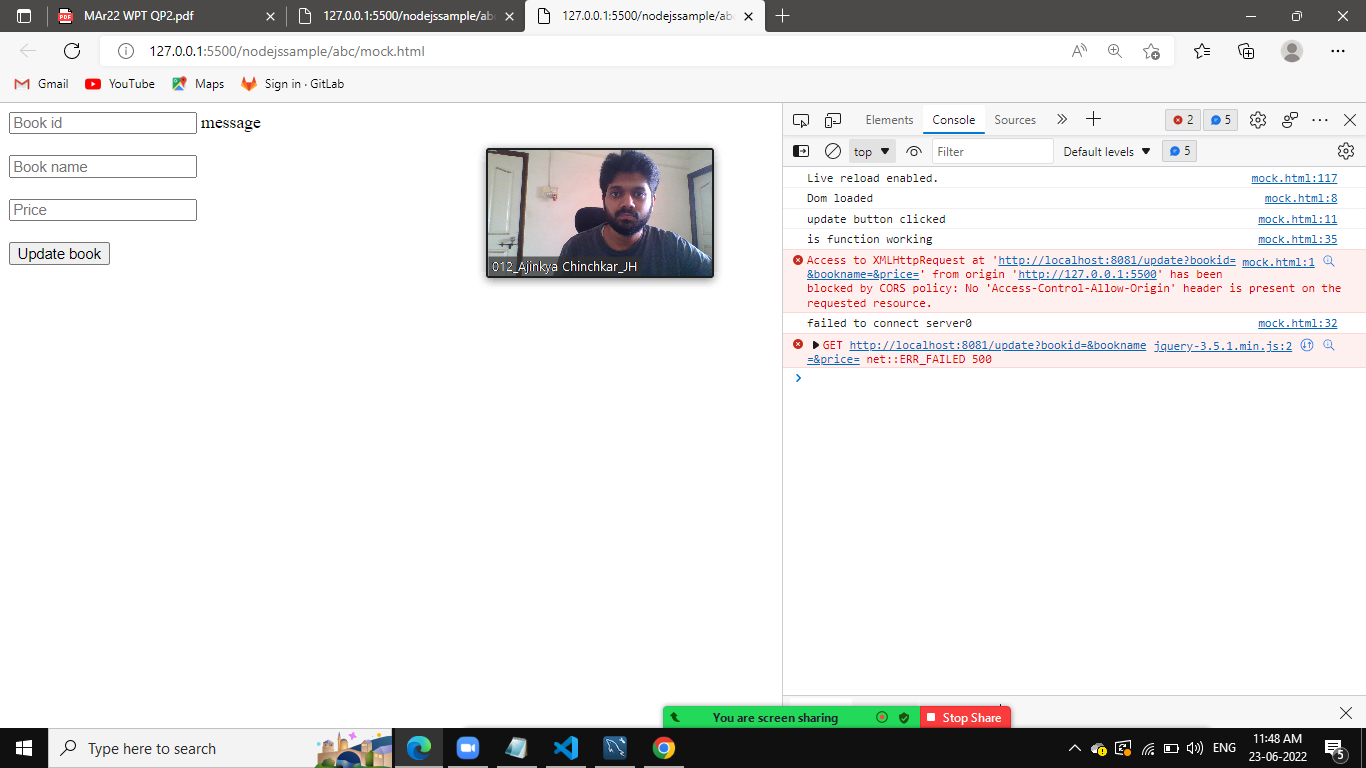 MAr22 WPT QP2.pdf
127.0.0.1:5500/nodejssample/abc
127.0.0.1:5500/nodejssample/abc
127.0.0.1:5500/nodejssample/abc/mock.html
Gmail
YouTube
Maps
Sign in · GitLab
Book id
message
Book name
Price
Update book
012_Ajinkya Chinchkar_JH
Elements
Console
Sources
2
5
top
Filter
Default levels
5
Live reload enabled. mock.html:117
Dom loaded mock.html:8
update button clicked mock.html:11
is function working mock.html:35
Access to XMLHttpRequest at 'http://localhost:8081/update?bookid= mock.html:1
&bookname=&price=' from origin 'http://127.0.0.1:5500' has been
blocked by CORS policy: No 'Access-Control-Allow-Origin' header is present on the
requested resource.
failed to connect server0 mock.html:32
GET http://localhost:8081/update?bookid=&bookname jquery-3.5.1.min.js:2
=&price= net::ERR_FAILED 500
You are screen sharing
Stop Share
Type here to search
ENG
11:48 AM
23-06-2022
5